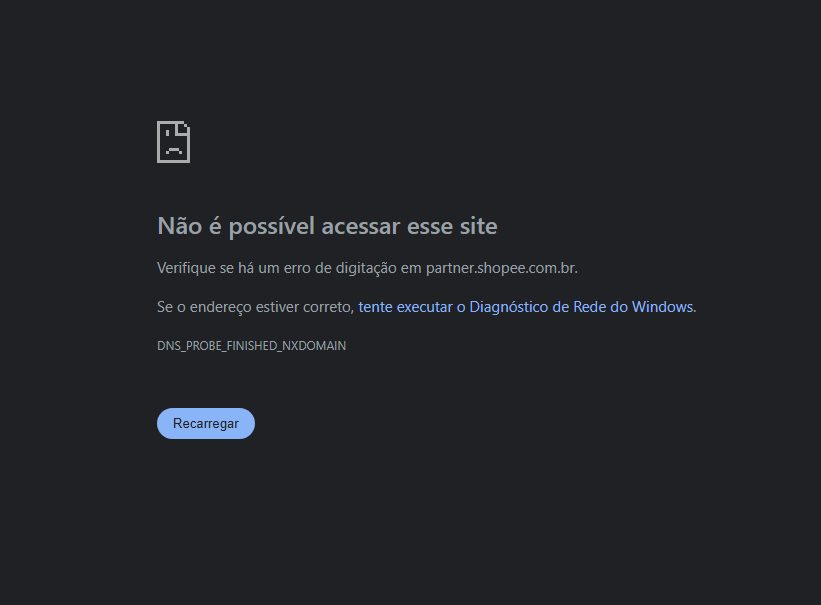 Não é possível acessar esse site
Verifique se há um erro de digitação em partner.shopee.com.br.
Se o endereço estiver correto, tente executar o Diagnóstico de Rede do Windows.
DNS_PROBE_FINISHED_NXDOMAIN
Recarregar